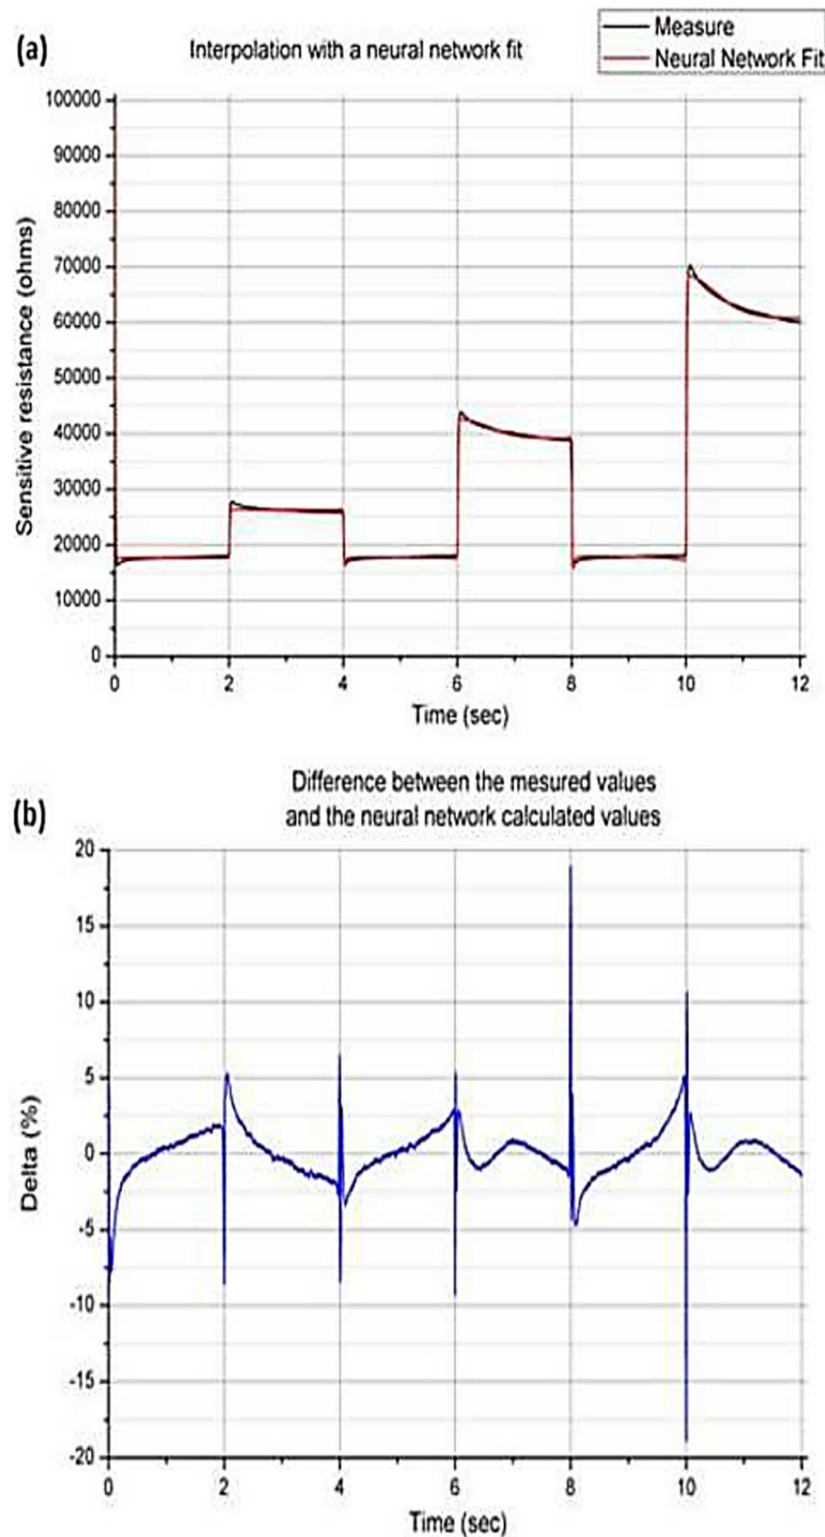 (a)
Interpolation with a neural network fit
Measure
Neural Network Fit
100000
90000
80000
70000
60000
50000
40000
30000
20000
10000
0
Sensitive resistance (ohms)
0 2 4 6 8 10 12
Time (sec)
Difference between the mesured values
(b)
and the neural network calculated values
20
15
10
5
0
-5
-10
-15
-20
Delta (%)
0 2 4 6 8 10 12
Time (sec)